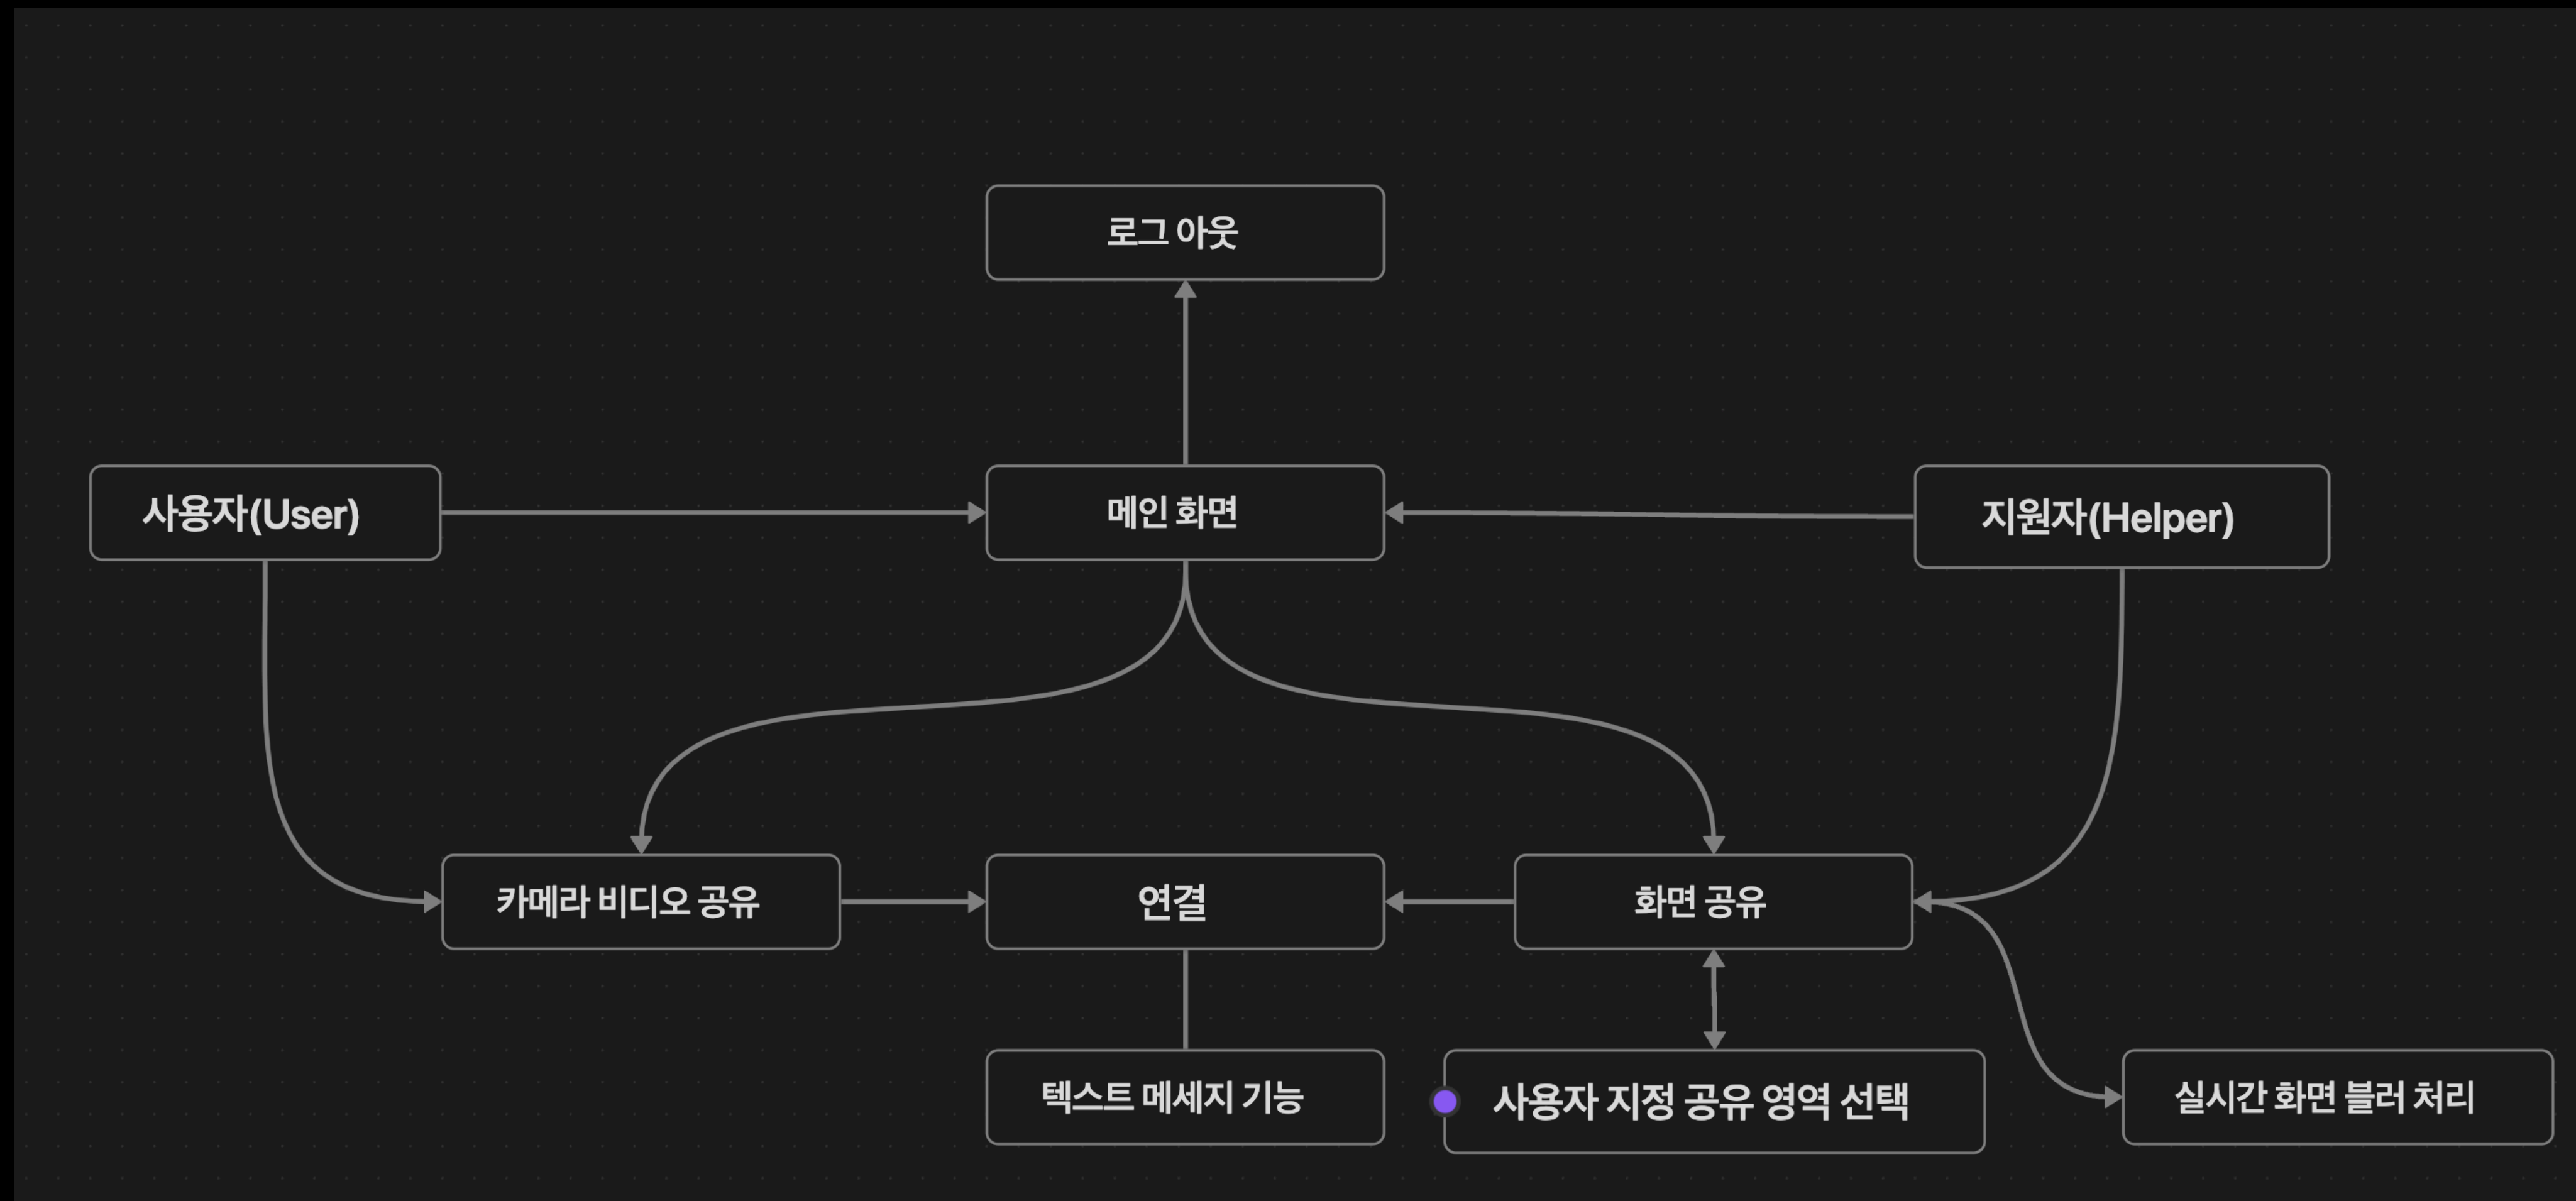 로그 아웃
사용자(User)
메인 화면
지원자(Helper)
카메라 비디오 공유
연결
화면 공유
텍스트 메세지 기능
사용자 지정 공유 영역 선택
실시간 화면 블러 처리